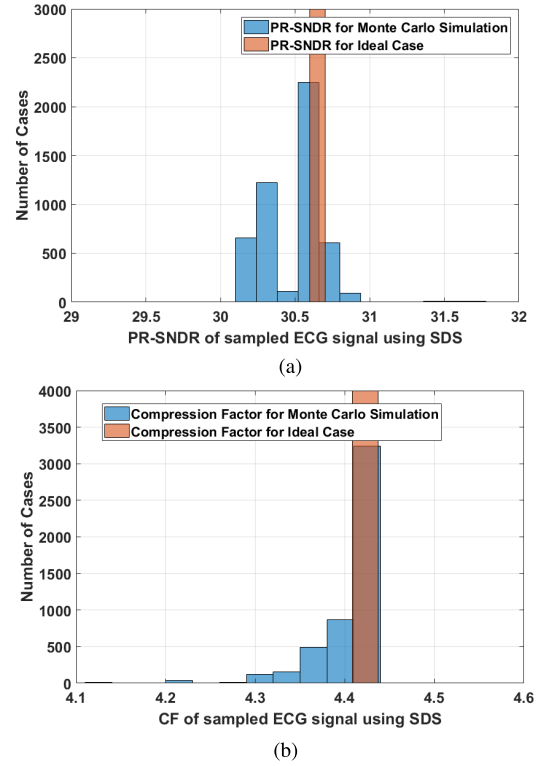 3000
2500
2000
1500
1000
500
0
Number of Cases
PR-SNDR for Monte Carlo Simulation
PR-SNDR for Ideal Case
29 29.5 30 30.5 31 31.5 32
PR-SNDR of sampled ECG signal using SDS
(a)
4000
3500
3000
2500
2000
1500
1000
500
0
Number of Cases
Compression Factor for Monte Carlo Simulation
Compression Factor for Ideal Case
4.1 4.2 4.3 4.4 4.5 4.6
CF of sampled ECG signal using SDS
(b)